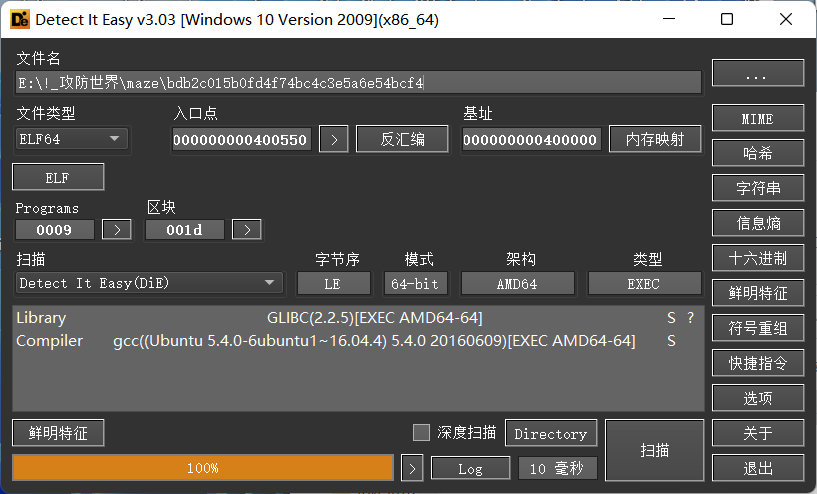 Detect It Easy v3.03 [Windows 10 Version 2009](x86_64)
文件名
E:\!_攻防世界\maze\bdb2c015b0fd4f74bc4c3e5a6e54bcf4
...
文件类型 入口点 基址
ELF64 000000000400550 > 反汇编 000000000400000 内存映射
MIME
哈希
ELF
字符串
Programs 区块
信息熵
0009 > 001d >
扫描 字节序 模式 架构 类型
十六进制
Detect It Easy(DiE) LE 64-bit AMD64 EXEC
鲜明特征
Library GLIBC(2.2.5)[EXEC AMD64-64] S ?
符号重组
Compiler gcc((Ubuntu 5.4.0-6ubuntu1~16.04.4) 5.4.0 20160609)[EXEC AMD64-64] S
快捷指令
选项
鲜明特征 深度扫描 Directory 扫描 关于
100% > Log 10 毫秒 退出